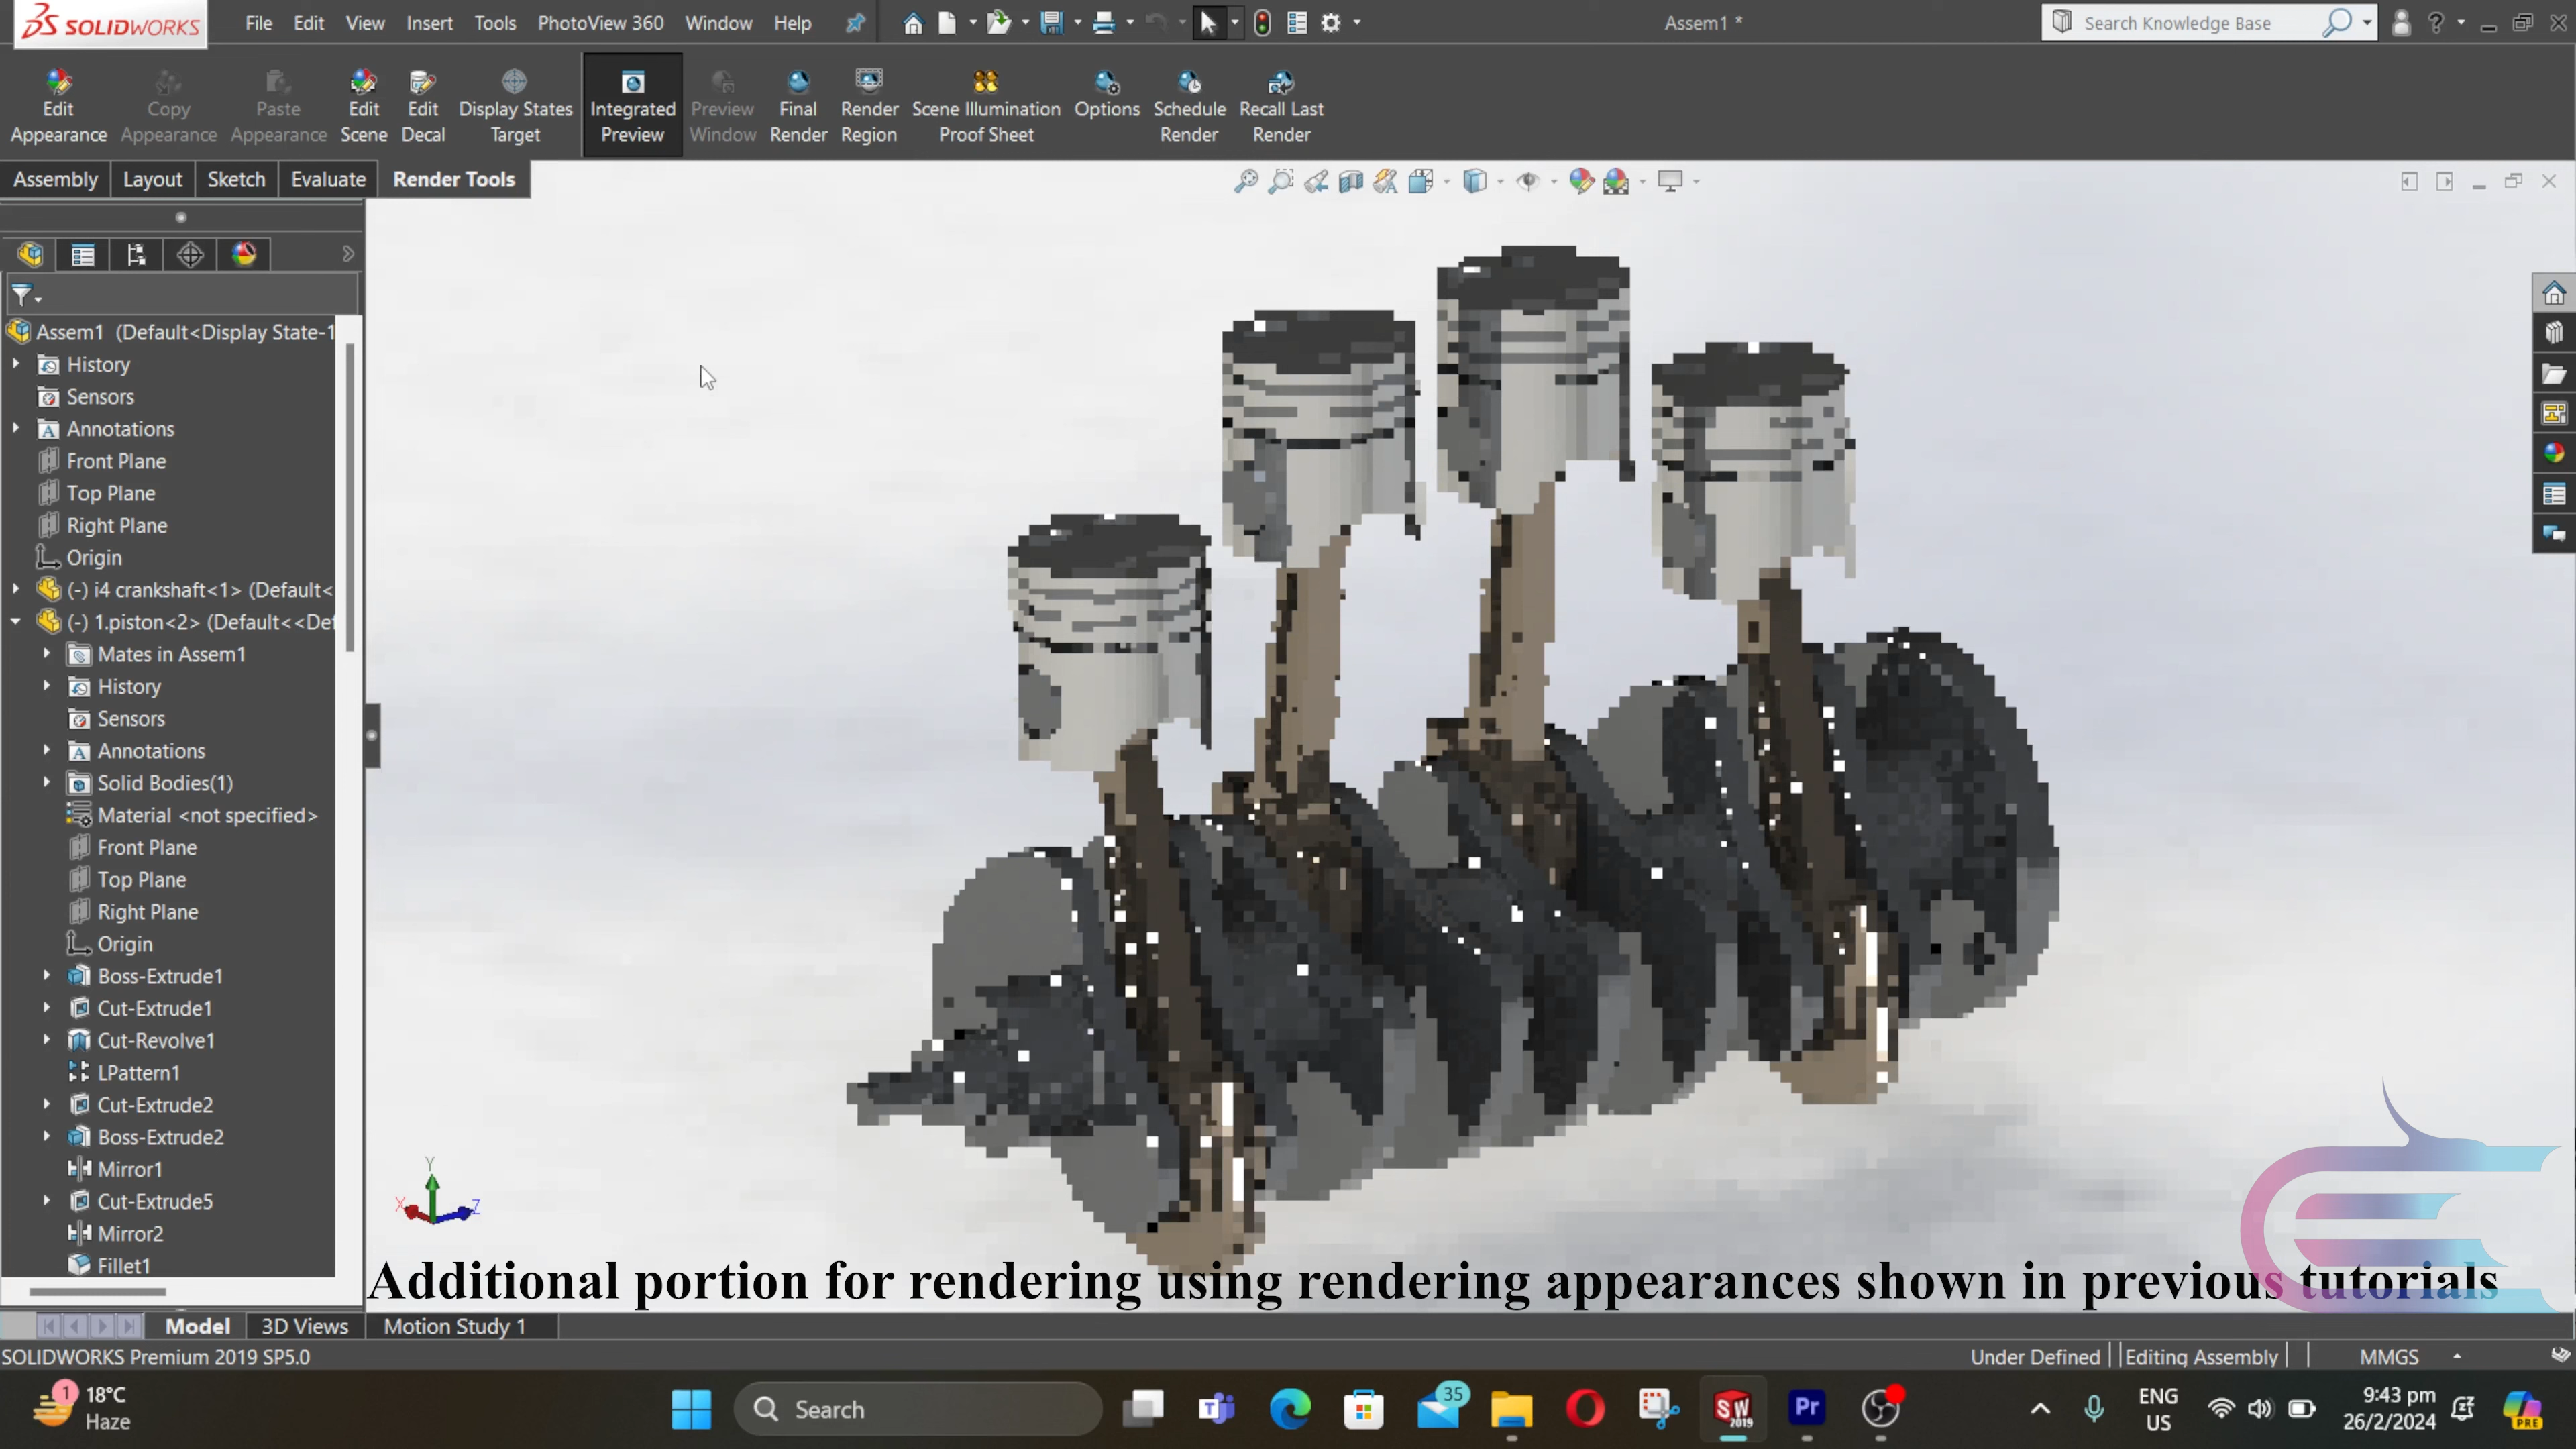 SOLIDWORKS File Edit View Insert Tools PhotoView 360 Window Help Assem1 * Search Knowledge Base
Edit Appearance
Copy Appearance
Paste Appearance
Edit Scene
Edit Decal
Display States Target
Integrated Preview
Preview Window
Final Render
Render Region
Scene Illumination Proof Sheet
Options
Schedule Render
Recall Last Render
Assembly Layout Sketch Evaluate Render Tools
Assem1 (Default<Display State-1
History
Sensors
Annotations
Front Plane
Top Plane
Right Plane
Origin
(-) i4 crankshaft<1> (Default<
(-) 1.piston<2> (Default<<Def
Mates in Assem1
History
Sensors
Annotations
Solid Bodies(1)
Material <not specified>
Front Plane
Top Plane
Right Plane
Origin
Boss-Extrude1
Cut-Extrude1
Cut-Revolve1
LPattern1
Cut-Extrude2
Boss-Extrude2
Mirror1
Cut-Extrude5
Mirror2
Fillet1
Y
X Z
Additional portion for rendering using rendering appearances shown in previous tutorials
Model 3D Views Motion Study 1
SOLIDWORKS Premium 2019 SP5.0 Under Defined Editing Assembly MMGS
1 18°C
Haze
Search
35
SW 2019
Pr
ENG
US
9:43 pm
26/2/2024
PRE